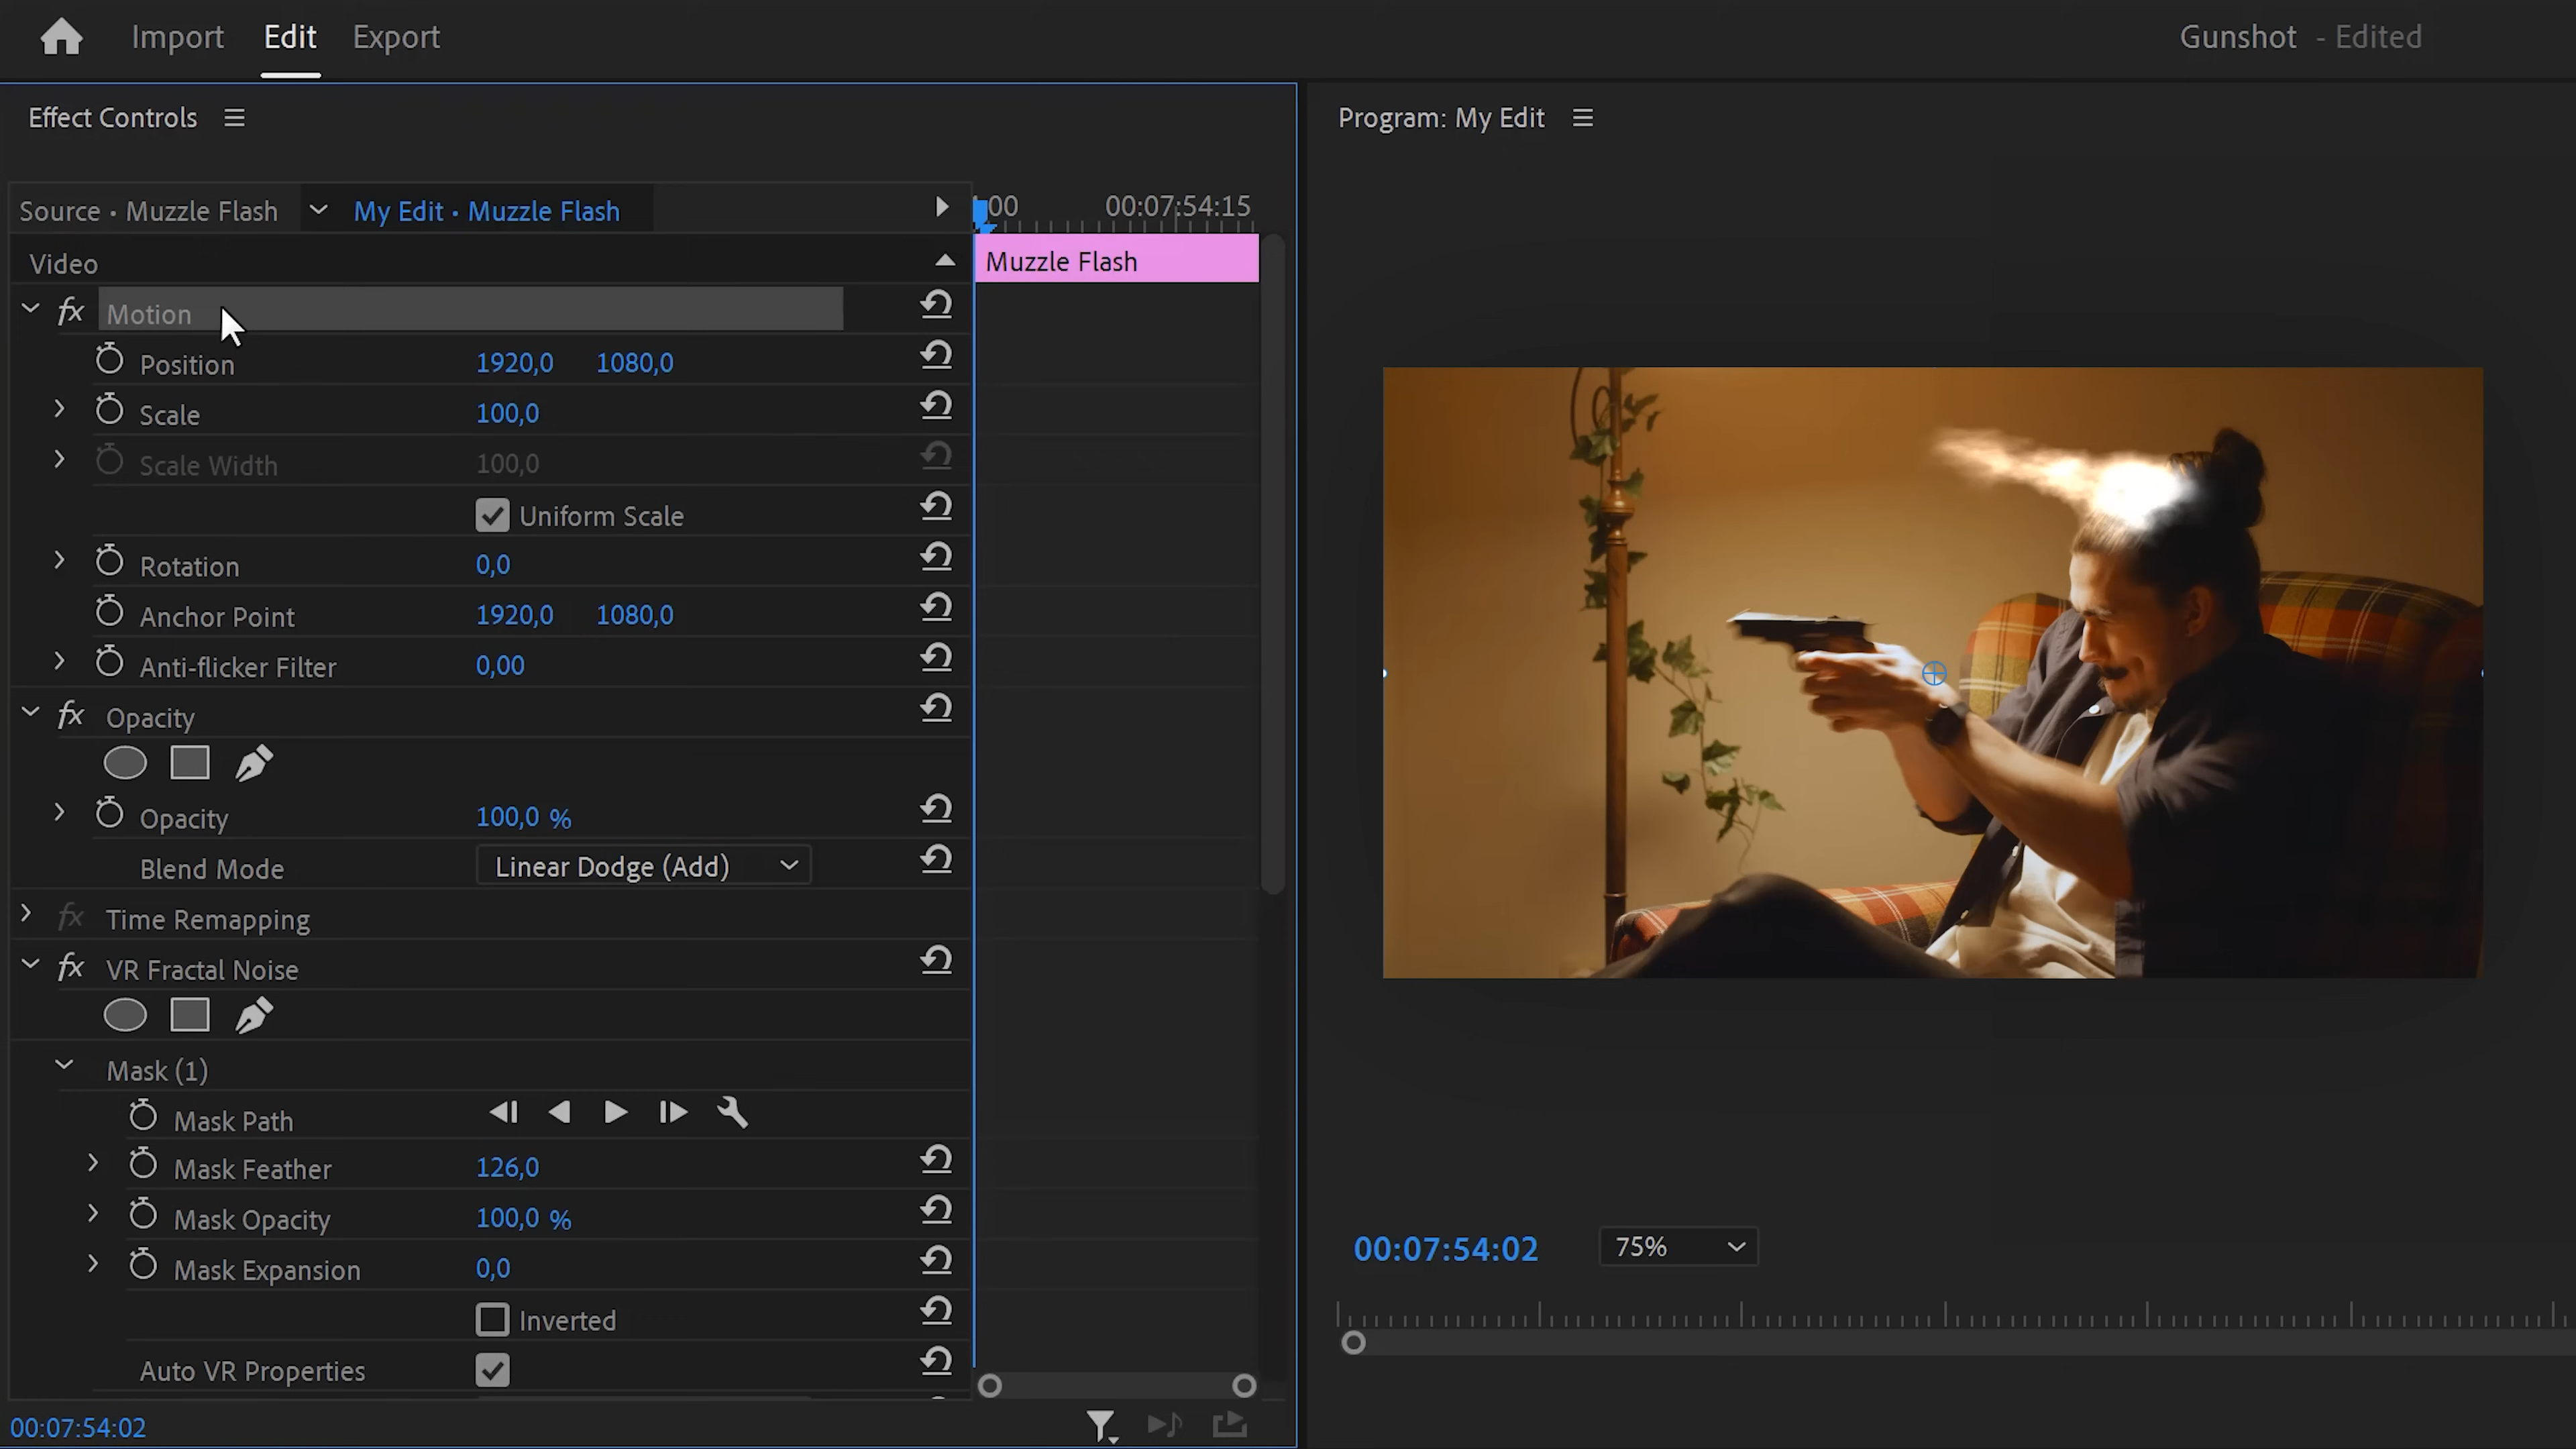 Import Edit Export Gunshot - Edited
Effect Controls
Program: My Edit
Source • Muzzle Flash My Edit • Muzzle Flash
:00 00:07:54:15
Video
Muzzle Flash
fx Motion
Position 1920,0 1080,0
Scale 100,0
Scale Width 100,0
Uniform Scale
Rotation 0,0
Anchor Point 1920,0 1080,0
Anti-flicker Filter 0,00
fx Opacity
Opacity 100,0 %
Blend Mode Linear Dodge (Add)
fx Time Remapping
fx VR Fractal Noise
Mask (1)
Mask Path
Mask Feather 126,0
Mask Opacity 100,0 %
Mask Expansion 0,0
Inverted
Auto VR Properties
00:07:54:02
00:07:54:02 75%